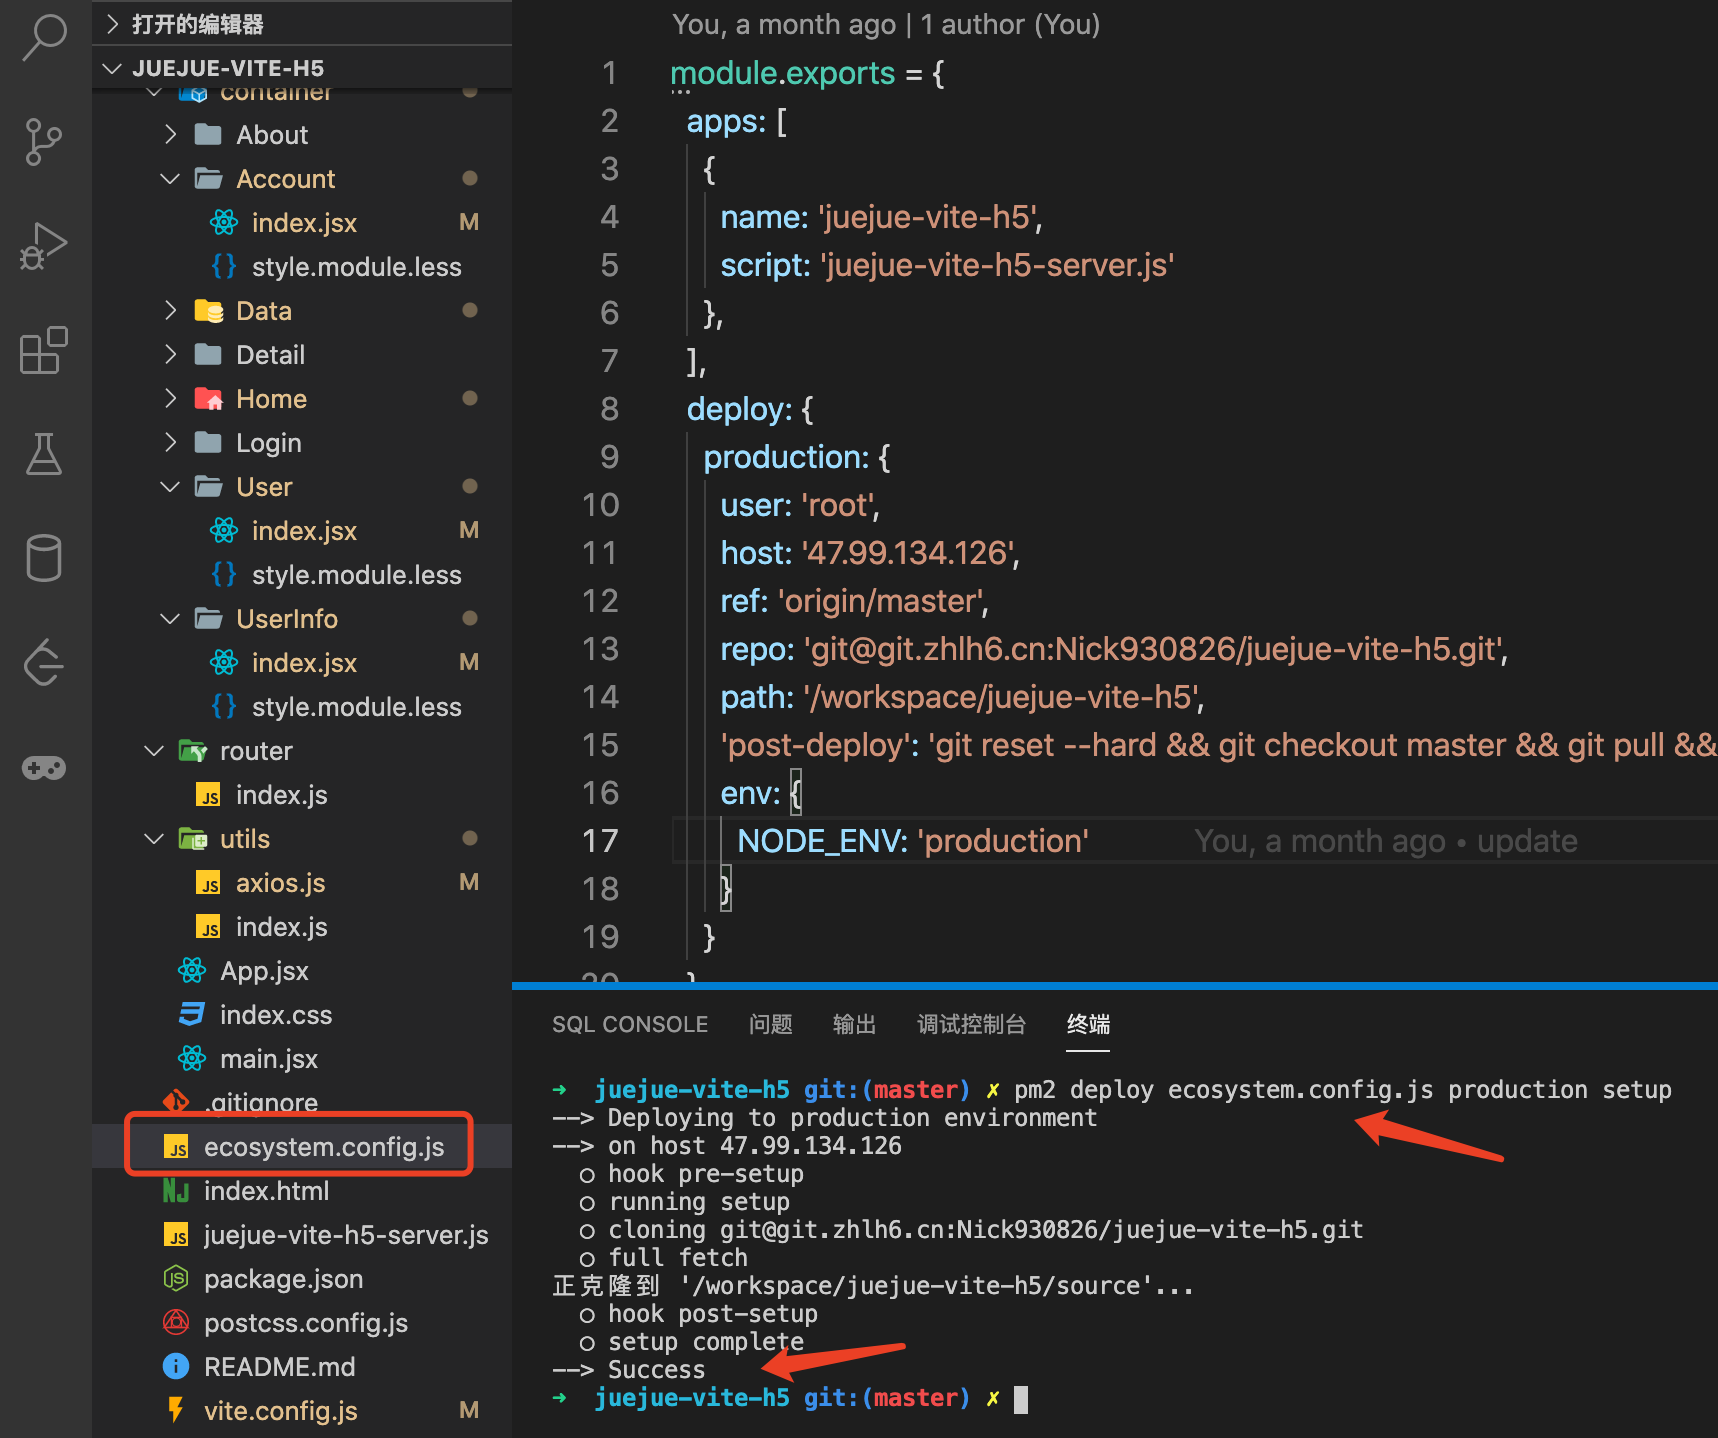 打开的编辑器
JUEJUE-VITE-H5
container
About
Account
index.jsx M
style.module.less
Data
Detail
Home
Login
User
index.jsx M
style.module.less
UserInfo
index.jsx M
style.module.less
router
index.js
utils
axios.js M
index.js
App.jsx
index.css
main.jsx
.gitignore
ecosystem.config.js
index.html
juejue-vite-h5-server.js
package.json
postcss.config.js
README.md
vite.config.js M
You, a month ago | 1 author (You)
1 module.exports = {
2 apps: [
3 {
4 name: 'juejue-vite-h5',
5 script: 'juejue-vite-h5-server.js'
6 },
7 ],
8 deploy: {
9 production: {
10 user: 'root',
11 host: '47.99.134.126',
12 ref: 'origin/master',
13 repo: 'git@git.zhlh6.cn:Nick930826/juejue-vite-h5.git',
14 path: '/workspace/juejue-vite-h5',
15 'post-deploy': 'git reset --hard && git checkout master && git pull &&
16 env: {
17 NODE_ENV: 'production' You, a month ago • update
18 }
19 }
20 }
SQL CONSOLE 问题 输出 调试控制台 终端
➜ juejue-vite-h5 git:(master) ✗ pm2 deploy ecosystem.config.js production setup
--> Deploying to production environment
--> on host 47.99.134.126
○ hook pre-setup
○ running setup
○ cloning git@git.zhlh6.cn:Nick930826/juejue-vite-h5.git
○ full fetch
正克隆到 '/workspace/juejue-vite-h5/source'...
○ hook post-setup
○ setup complete
--> Success
➜ juejue-vite-h5 git:(master) ✗